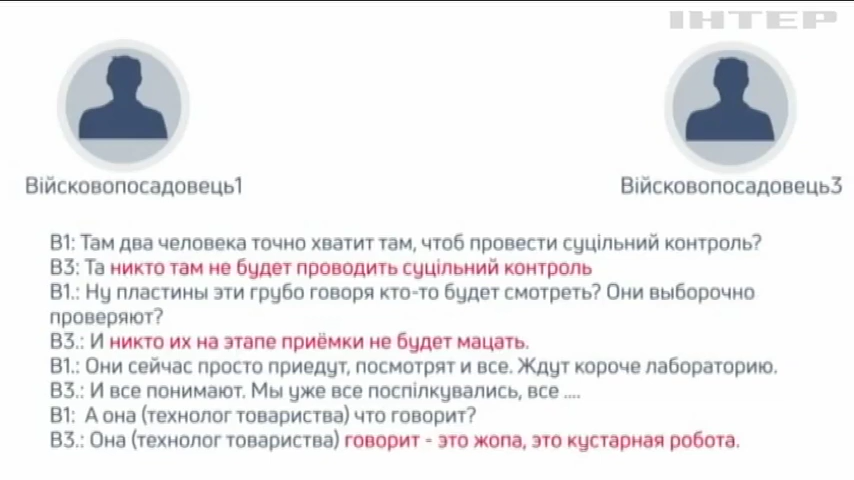 ІНТЕР
Військовопосадовець1
Військовопосадовець3
В1: Там два человека точно хватит там, чтоб провести суцільний контроль?
В3: Та никто там не будет проводить суцільний контроль
В1.: Ну пластины эти грубо говоря кто-то будет смотреть? Они выборочно
проверяют?
В3.: И никто их на этапе приёмки не будет мацать.
В1.: Они сейчас просто приедут, посмотрят и все. Ждут короче лабораторию.
В3.: И все понимают. Мы уже все поспілкувались, все ....
В1: А она (технолог товариства) что говорит?
В3.: Она (технолог товариства) говорит - это жопа, это кустарная робота.